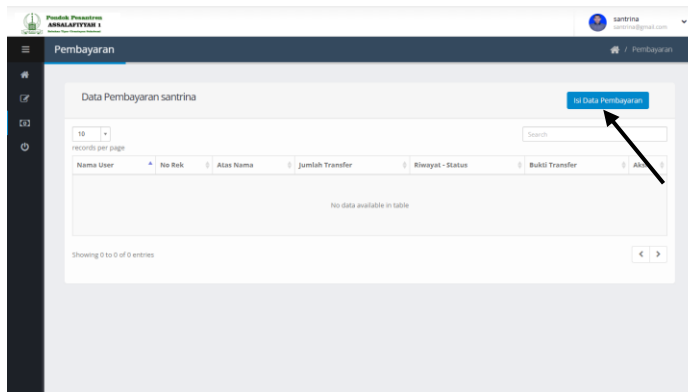 Pondok Pesantren
ASSALAFIYYAH 1
santrina
santrina@gmail.com
Pembayaran
/ Pembayaran
Data Pembayaran santrina
Isi Data Pembayaran
10
Search
records per page
Nama User No Rek Atas Nama Jumlah Transfer Riwayat - Status Bukti Transfer
No data available in table
Showing 0 to 0 of 0 entries